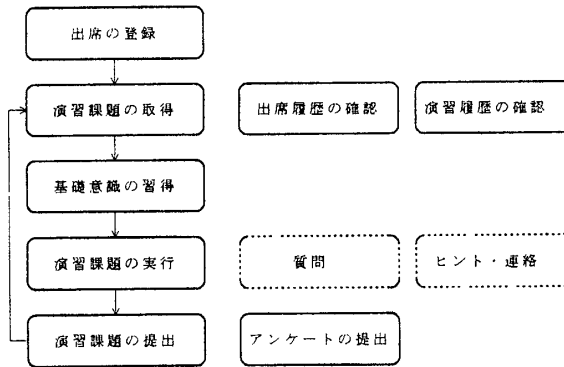 出席の登録
演習課題の取得
出席履歴の確認
演習履歴の確認
基礎意識の習得
演習課題の実行
質問
ヒント・連絡
演習課題の提出
アンケートの提出